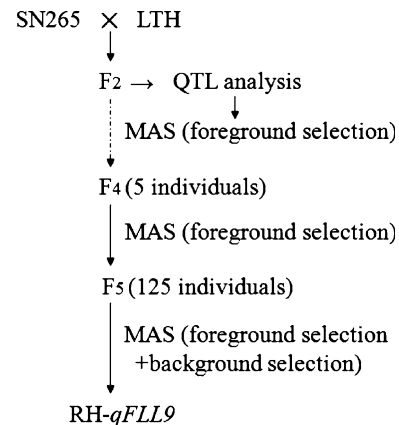 SN265 × LTH
F2 → QTL analysis
MAS (foreground selection)
F4 (5 individuals)
MAS (foreground selection)
F5 (125 individuals)
MAS (foreground selection
+background selection)
RH-qFLL9